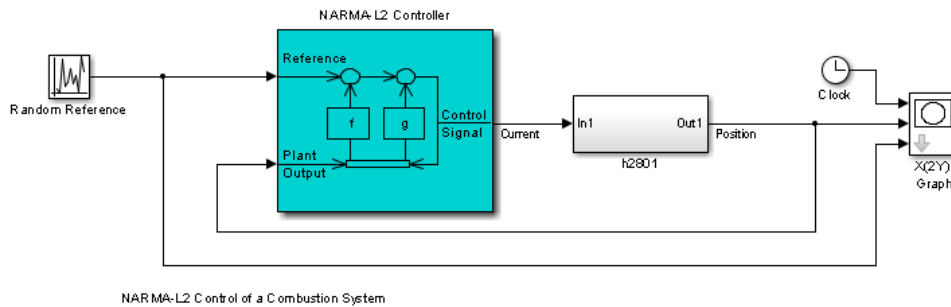 NARMA-L2 Controller
Reference
f
g
Control
Signal
Plant
Output
Random Reference
Current
In1
Out1
h2801
Position
Clock
X(2Y)
Graph
NARMA-L2 Control of a Combustion System